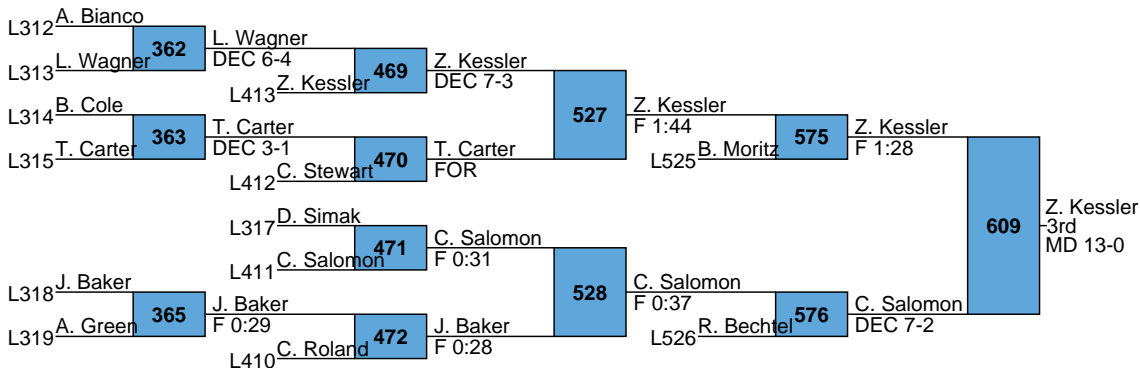 A. Bianco
L312
362
L. Wagner
DEC 6-4
L. Wagner
L313
469
Z. Kessler
DEC 7-3
Z. Kessler
L413
B. Cole
L314
527
Z. Kessler
F 1:44
363
T. Carter
DEC 3-1
575
Z. Kessler
F 1:28
T. Carter
L315
470
T. Carter
FOR
B. Moritz
L525
C. Stewart
L412
D. Simak
L317
609
Z. Kessler
3rd
MD 13-0
471
C. Salomon
F 0:31
C. Salomon
L411
J. Baker
L318
528
C. Salomon
F 0:37
365
J. Baker
F 0:29
576
C. Salomon
DEC 7-2
A. Green
L319
472
J. Baker
F 0:28
R. Bechtel
L526
C. Roland
L410